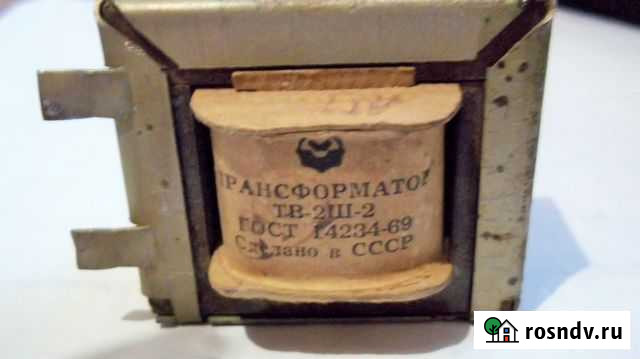 ТРАНСФОРМАТОР
ТВ-2Ш-2
ГОСТ 14234-69
Сделано в СССР
rosndv.ru